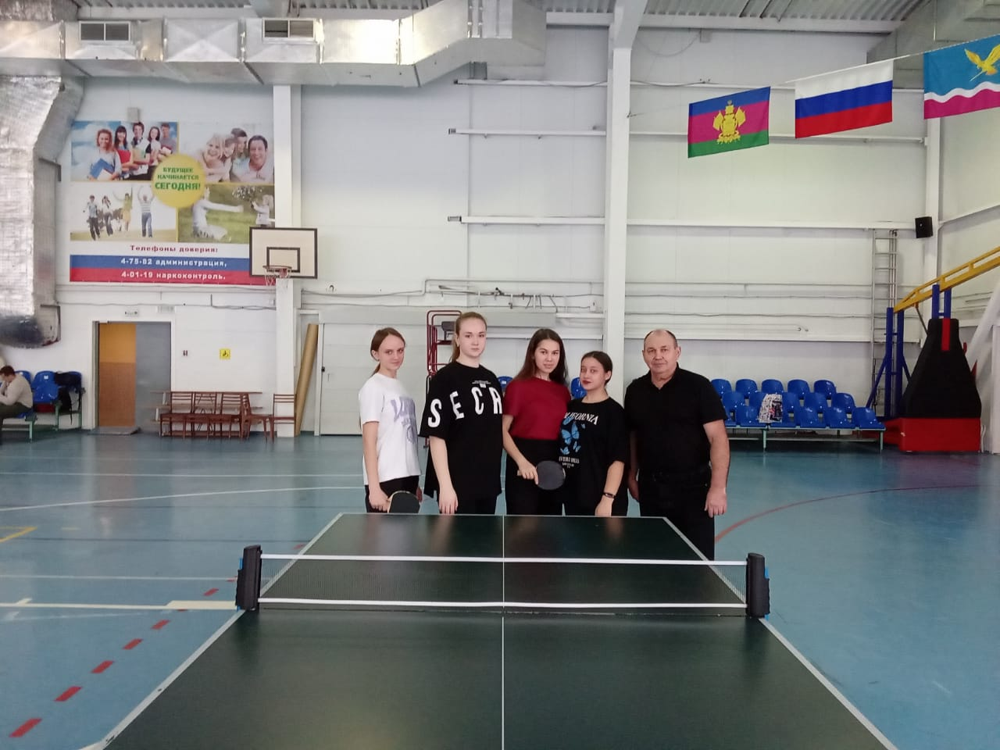 БУДУЩЕЕ
НАЧИНАЕТСЯ
СЕГОДНЯ!
Телефоны доверия:
4-75-82 администрация,
4-01-19 наркоконтроль.
SECR
CALIFORNIA